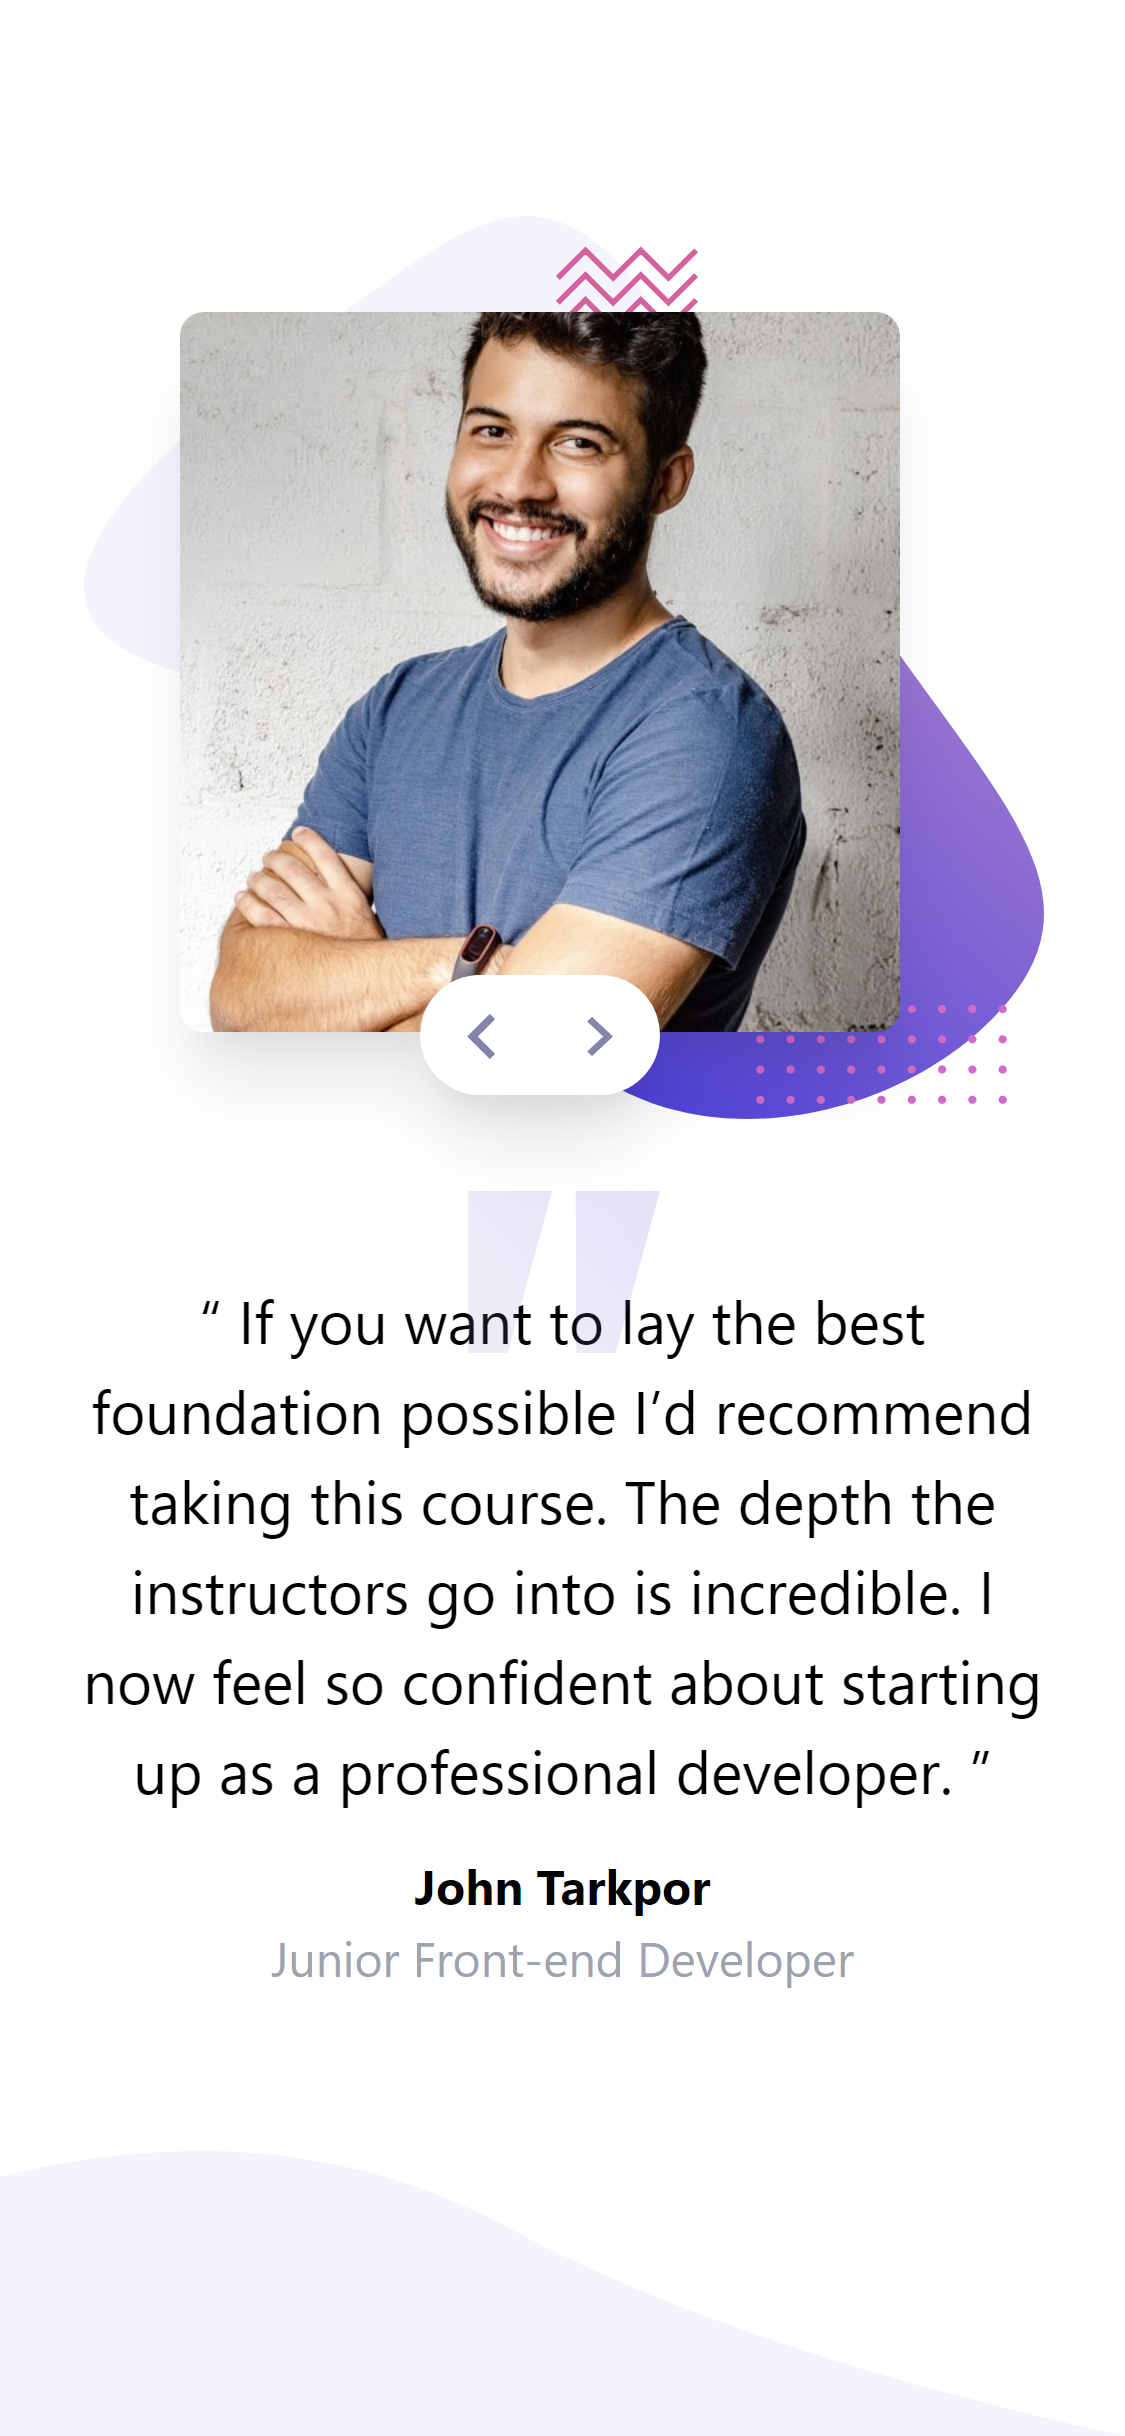 “ If you want to lay the best
foundation possible I’d recommend
taking this course. The depth the
instructors go into is incredible. I
now feel so confident about starting
up as a professional developer. ”
John Tarkpor
Junior Front-end Developer